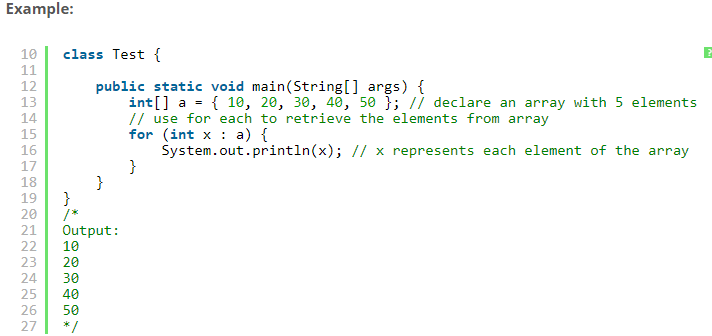 Example:
10 class Test {
11
12     public static void main(String[] args) {
13         int[] a = { 10, 20, 30, 40, 50 }; // declare an array with 5 elements
14         // use for each to retrieve the elements from array
15         for (int x : a) {
16             System.out.println(x); // x represents each element of the array
17         }
18     }
19 }
20 /*
21 Output:
22 10
23 20
24 30
25 40
26 50
27 */